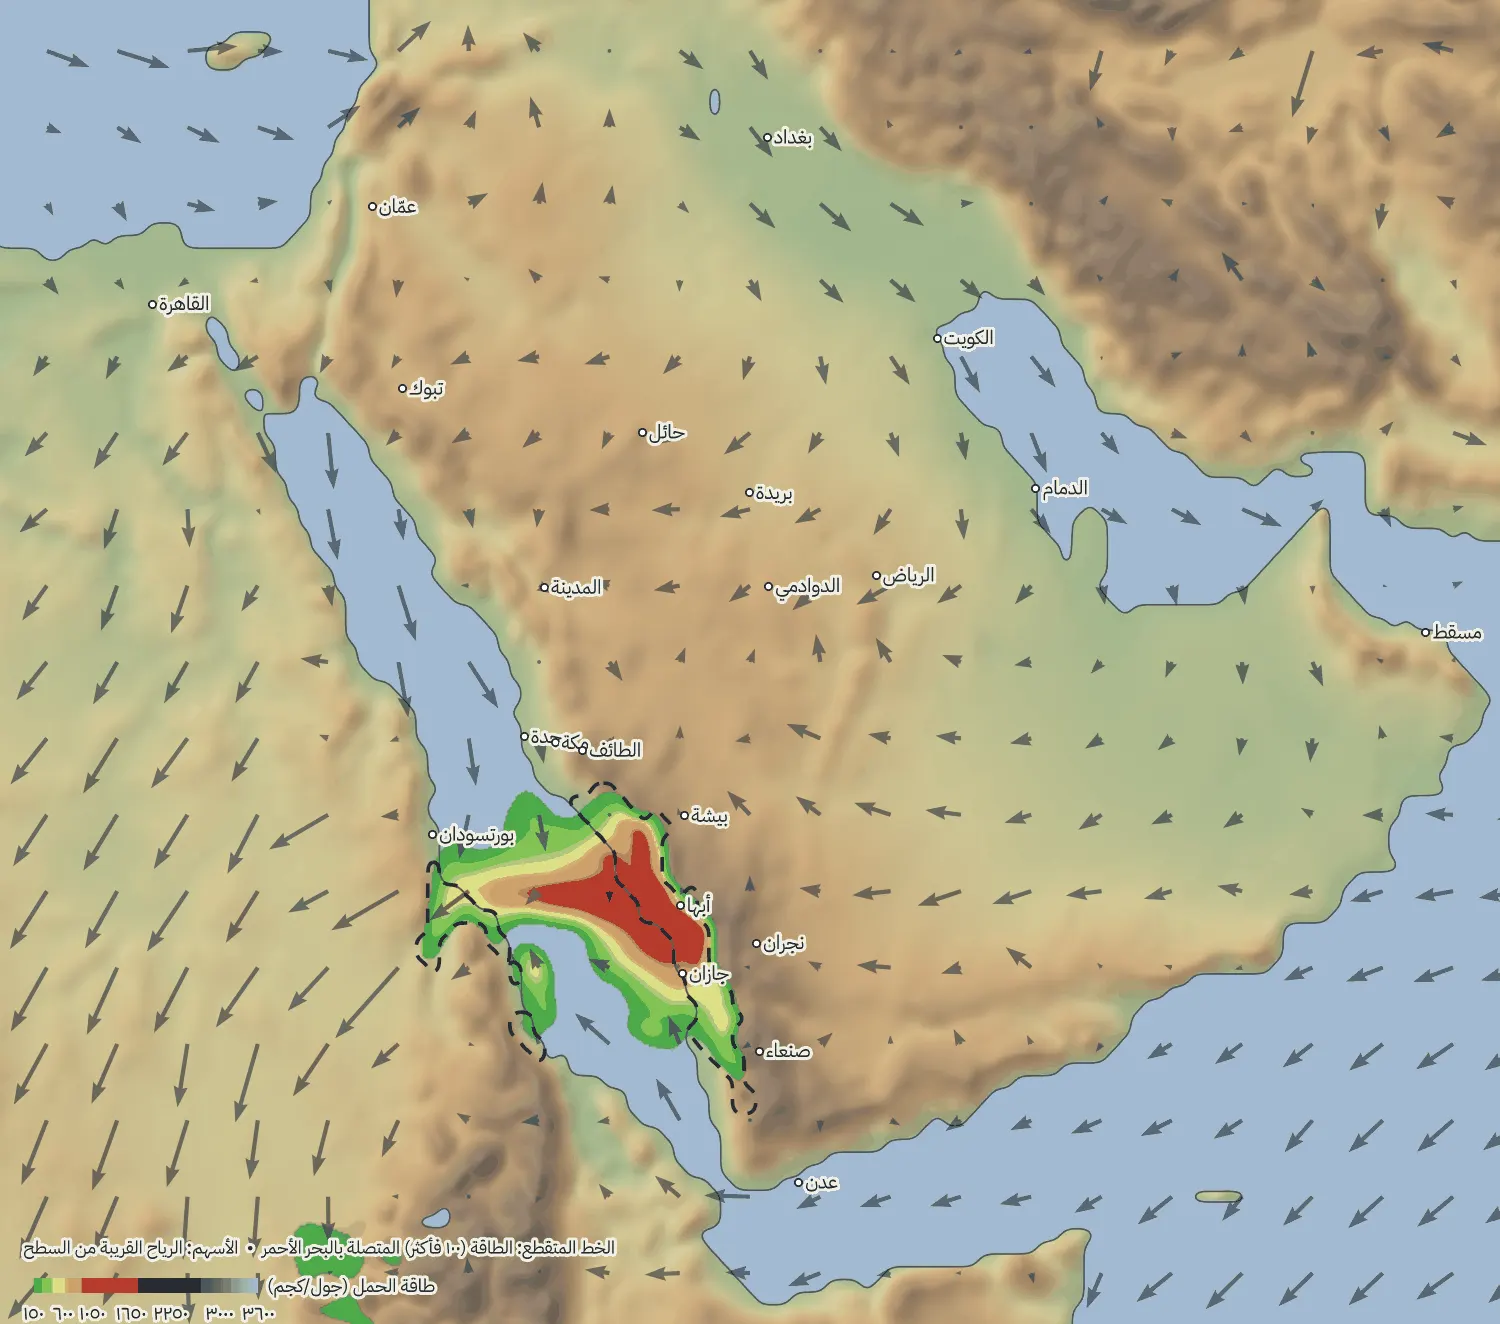 بغداد
عمّان
القاهرة
الكويت
تبوك
حائل
الدمام
بريدة
الرياض
الدوادمي
المدينة
مسقط
جدة
مكة
الطائف
بيشة
بورتسودان
أبها
نجران
جازان
صنعاء
عدن
الخط المتقطع: الطاقة (١٠٠ فأكثر) المتصلة بالبحر الأحمر • الأسهم: الرياح القريبة من السطح
طاقة الحمل (جول/كجم)
١٥٠ ٦٠٠ ١٠٥٠ ١٦٥٠ ٢٢٥٠ ٣٠٠٠ ٣٦٠٠